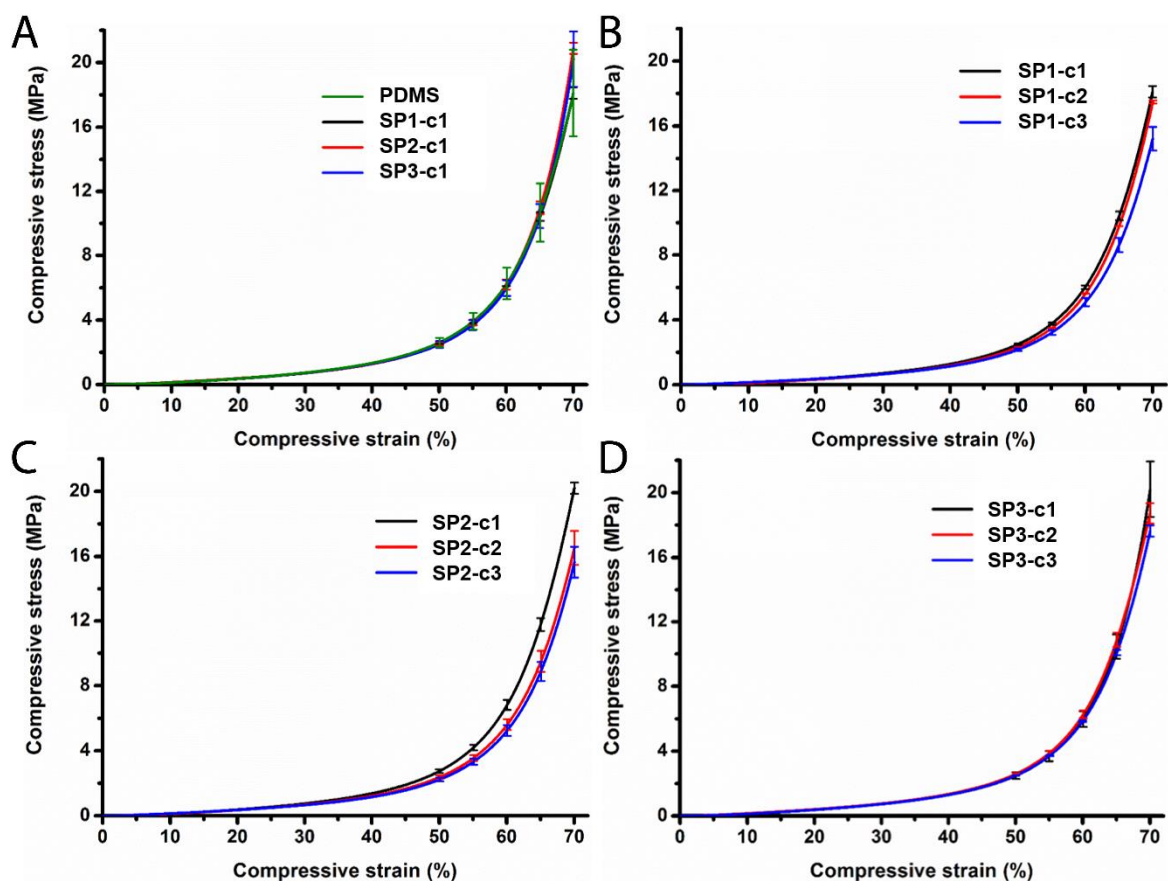 A
Compressive stress (MPa)
20
16
12
8
4
0
PDMS
SP1-c1
SP2-c1
SP3-c1
0 10 20 30 40 50 60 70
Compressive strain (%)
B
Compressive stress (MPa)
20
16
12
8
4
0
SP1-c1
SP1-c2
SP1-c3
0 10 20 30 40 50 60 70
Compressive strain (%)
C
Compressive stress (MPa)
20
16
12
8
4
0
SP2-c1
SP2-c2
SP2-c3
0 10 20 30 40 50 60 70
Compressive strain (%)
D
Compressive stress (MPa)
20
16
12
8
4
0
SP3-c1
SP3-c2
SP3-c3
0 10 20 30 40 50 60 70
Compressive strain (%)